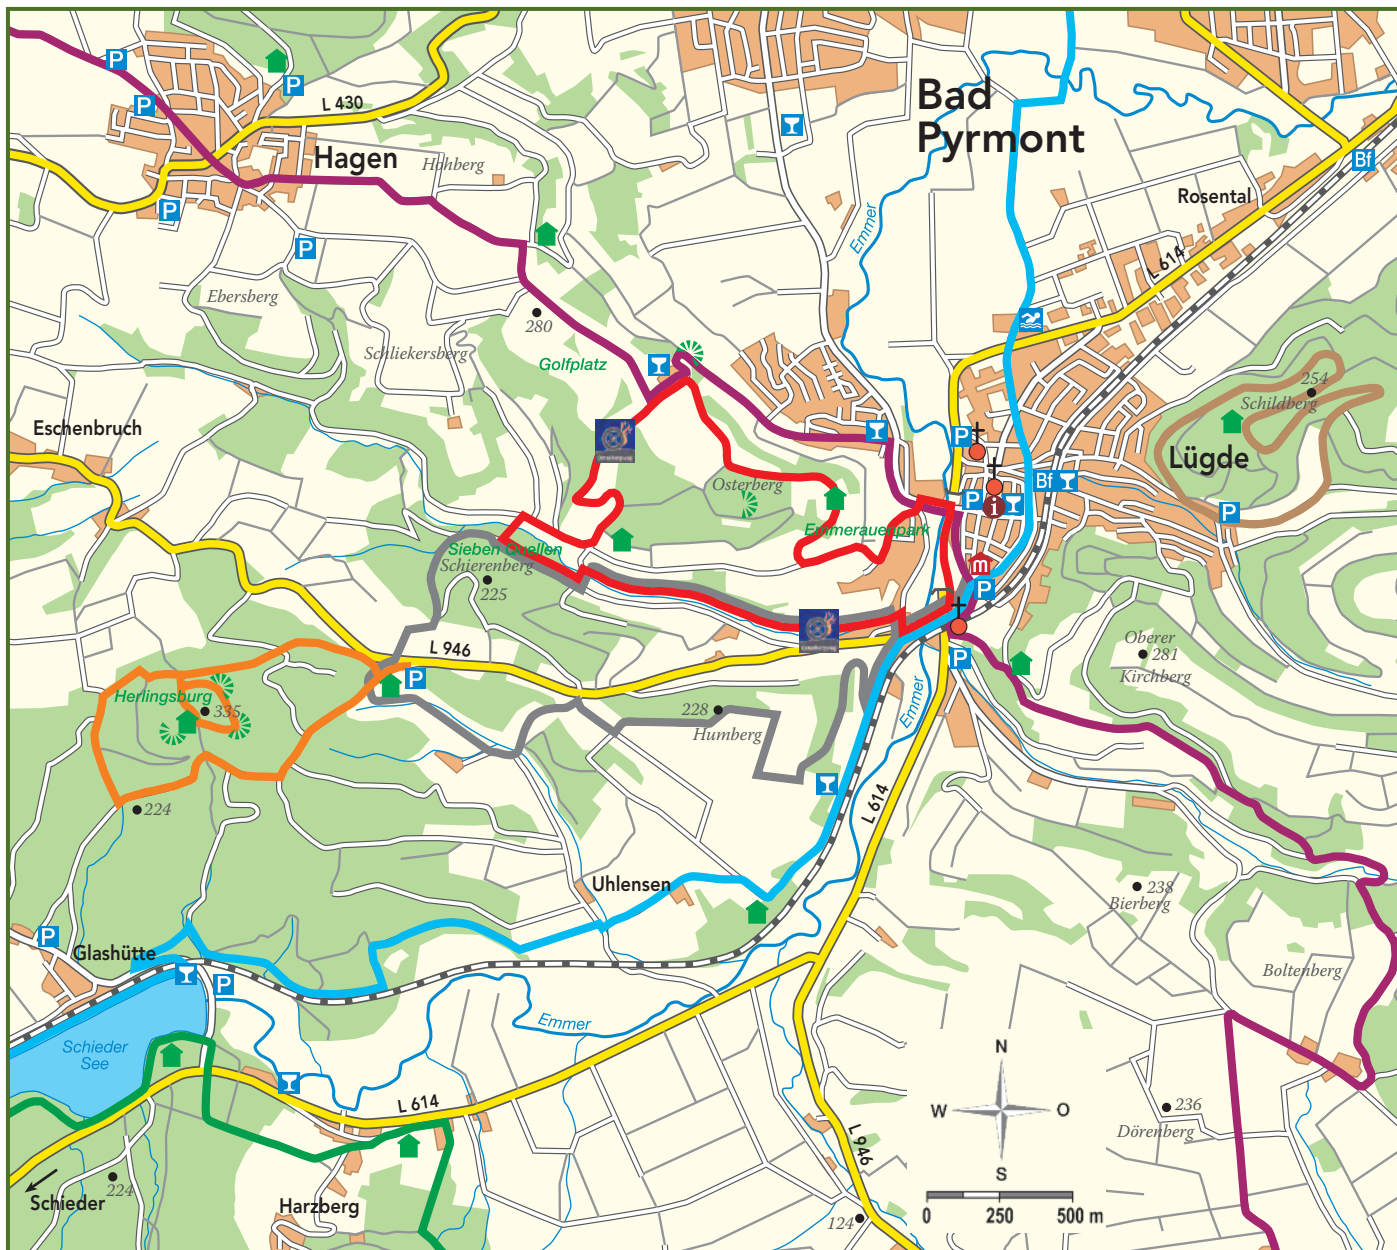 P
P
P
L 430
Bad
Pyrmont
Hagen
Hohberg
Bf
P
Rosental
P
Emmer
L 614
Ebersberg
280
Schliekersberg
Golfplatz
254
Schildberg
Eschenbruch
P
Lügde
Osterberg
Bf
P
i
P
Emmerauenpark
Sieben Quellen
Schierenberg
225
m
P
L 946
P
P
Oberer
281
Kirchberg
Herlingsburg
335
228
Humberg
Emmer
224
L 614
Uhlensen
238
Bierberg
P
Glashütte
P
Boltenberg
Emmer
Schieder
See
N
W
O
S
L 614
236
Dörenberg
L 946
224
Schieder
Harzberg
124
0
250
500 m